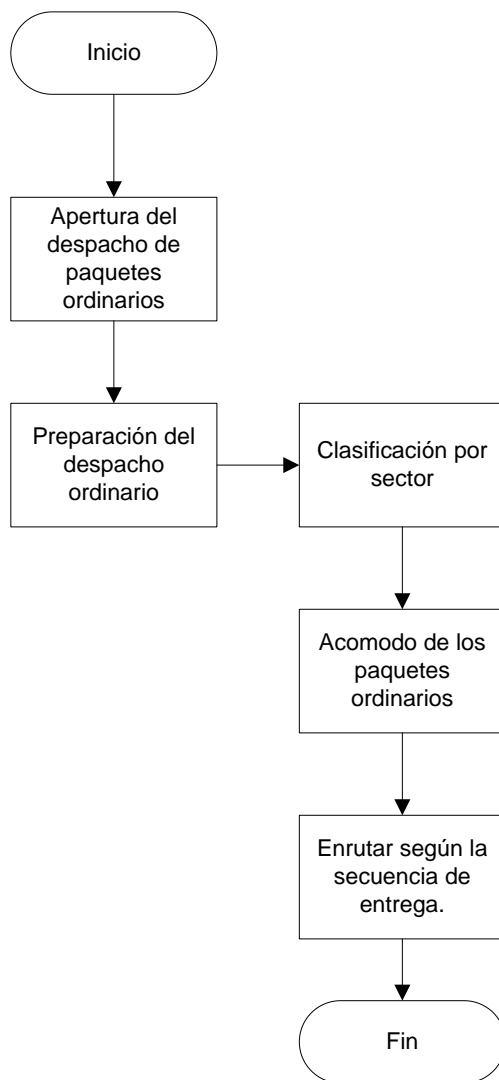 Inicio
Apertura del
despacho de
paquetes
ordinarios
Preparación del
despacho
ordinario
Clasificación por
sector
Acomodo de los
paquetes
ordinarios
Enrutar según la
secuencia de
entrega.
Fin